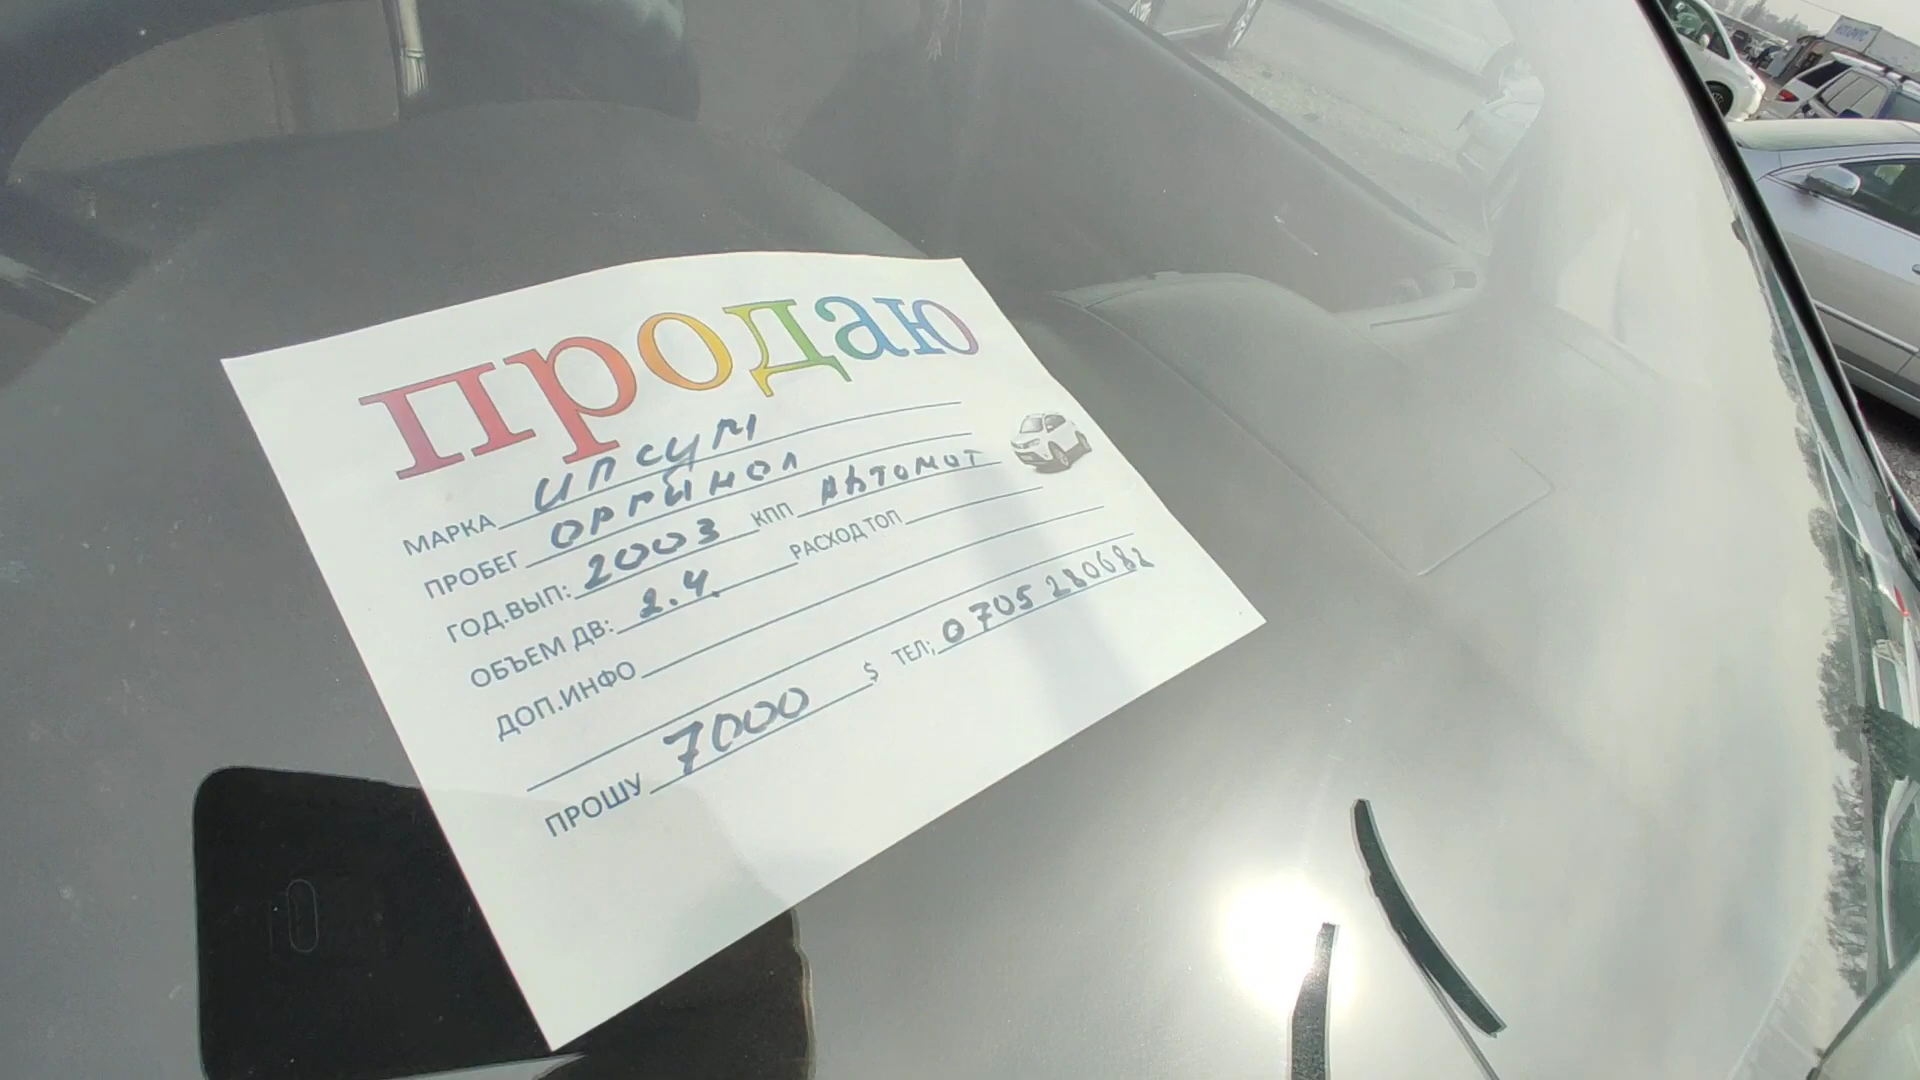 продаю
МАРКА ипсум
ПРОБЕГ оргинол
ГОД.ВЫП: 2003 КПП Автомот
ОБЪЕМ ДВ: 2.4. РАСХОД ТОП
ДОП.ИНФО
ПРОШУ 7000 $ ТЕЛ; 0705 280682